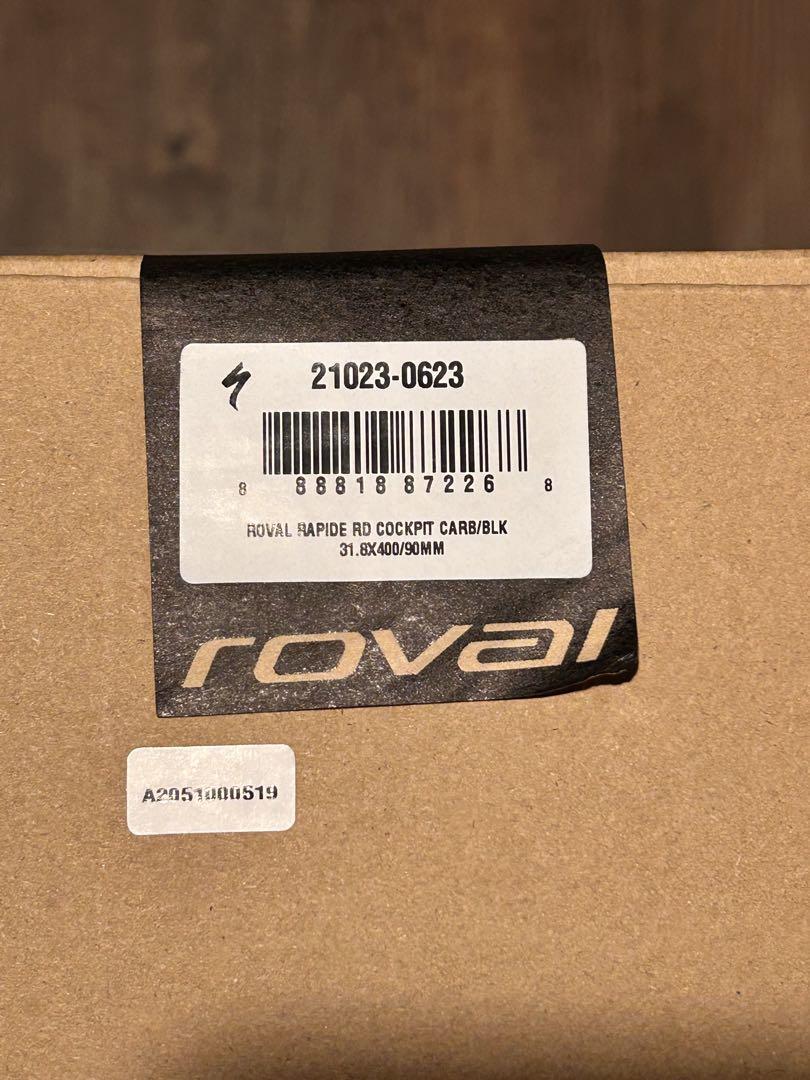 21023-0623
8 88818 87226 8
ROVAL RAPIDE RD COCKPIT CARB/BLK
31.8X400/90MM
roval
A2051000519